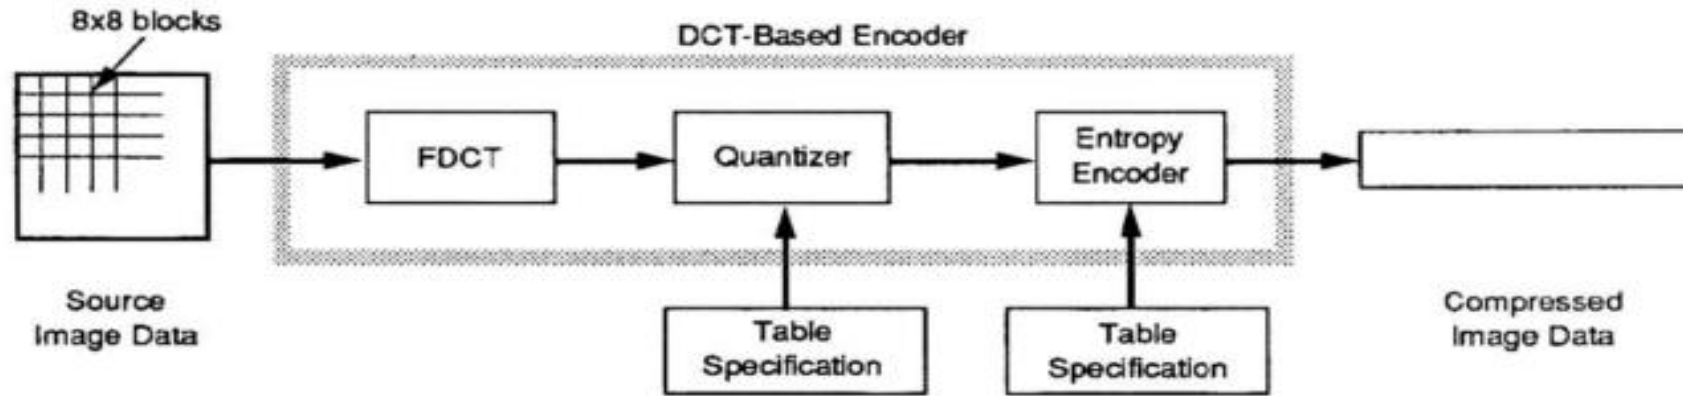 8x8 blocks
DCT-Based Encoder
FDCT
Quantizer
Entropy
Encoder
Source
Image Data
Table
Specification
Table
Specification
Compressed
Image Data